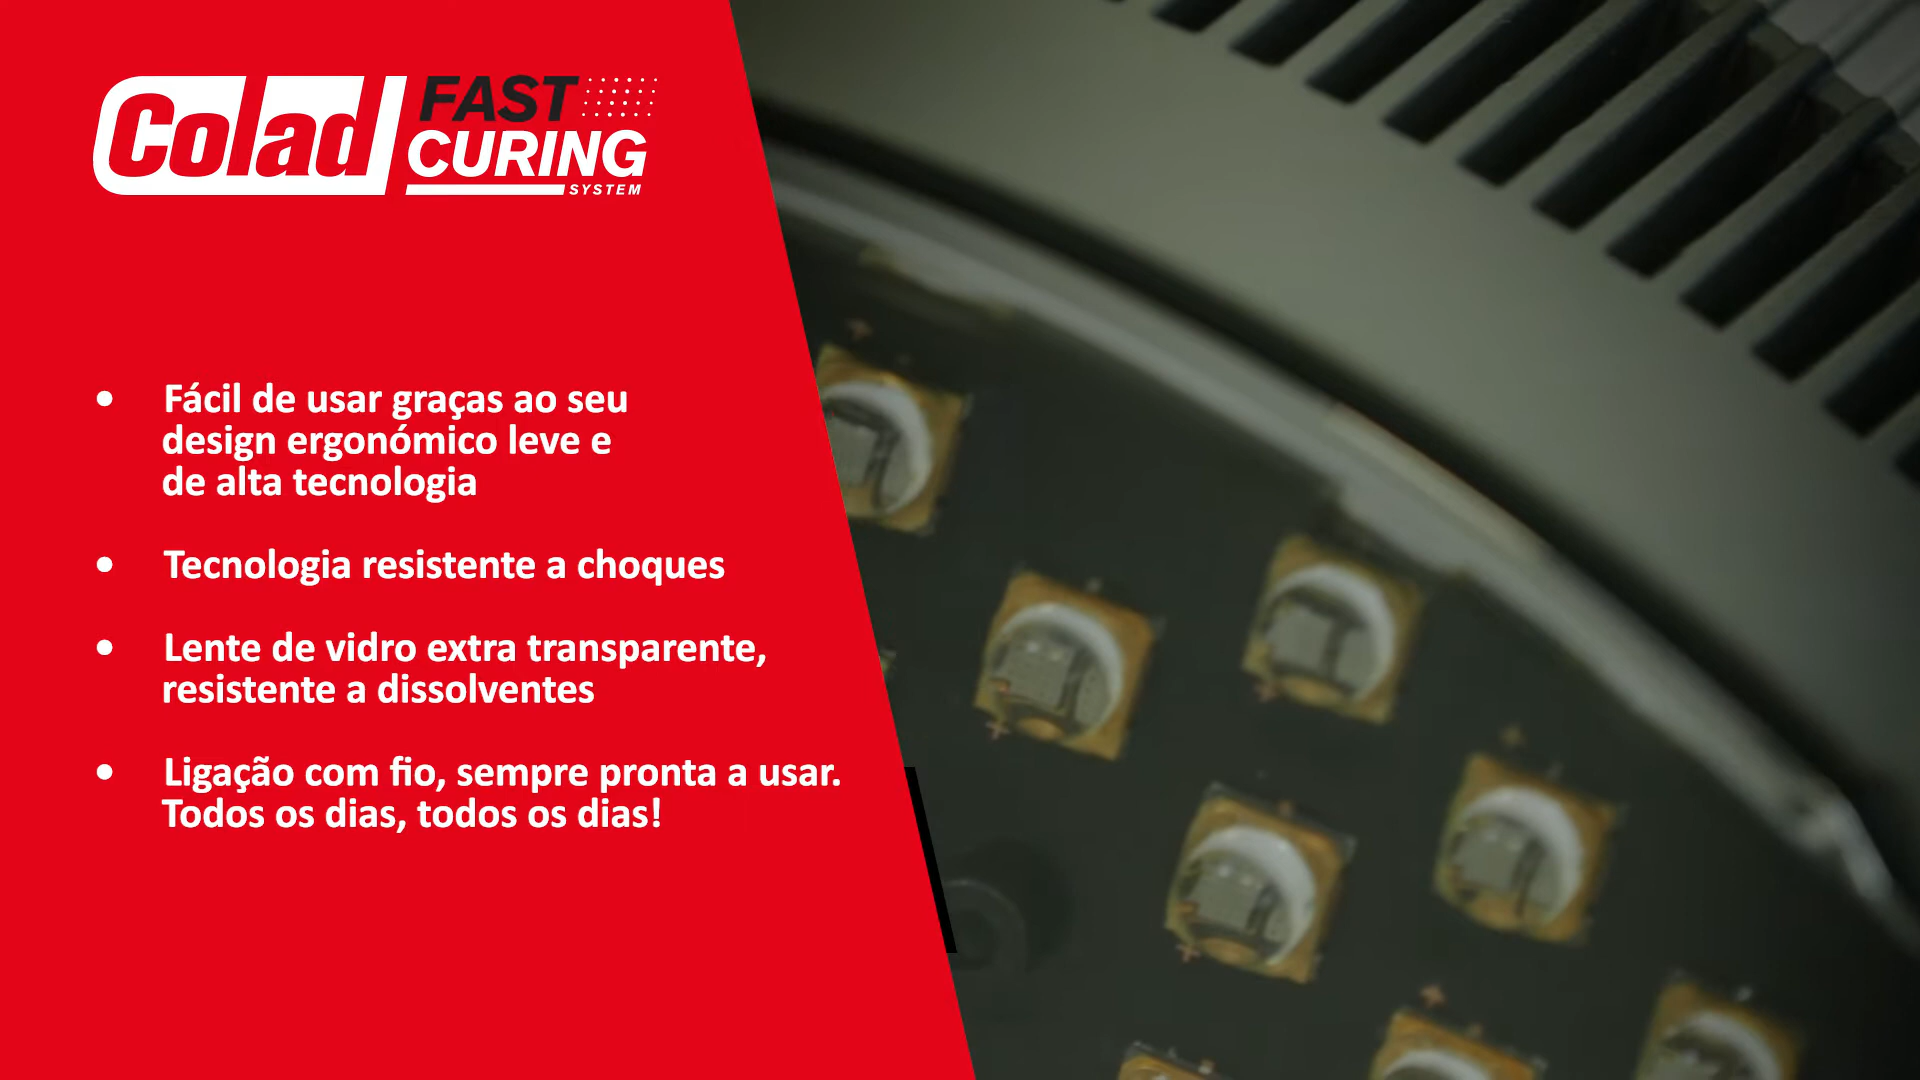 Colad FAST
CURING
SYSTEM
• Fácil de usar graças ao seu
design ergonómico leve e
de alta tecnologia
• Tecnologia resistente a choques
• Lente de vidro extra transparente,
resistente a dissolventes
• Ligação com fio, sempre pronta a usar.
Todos os dias, todos os dias!